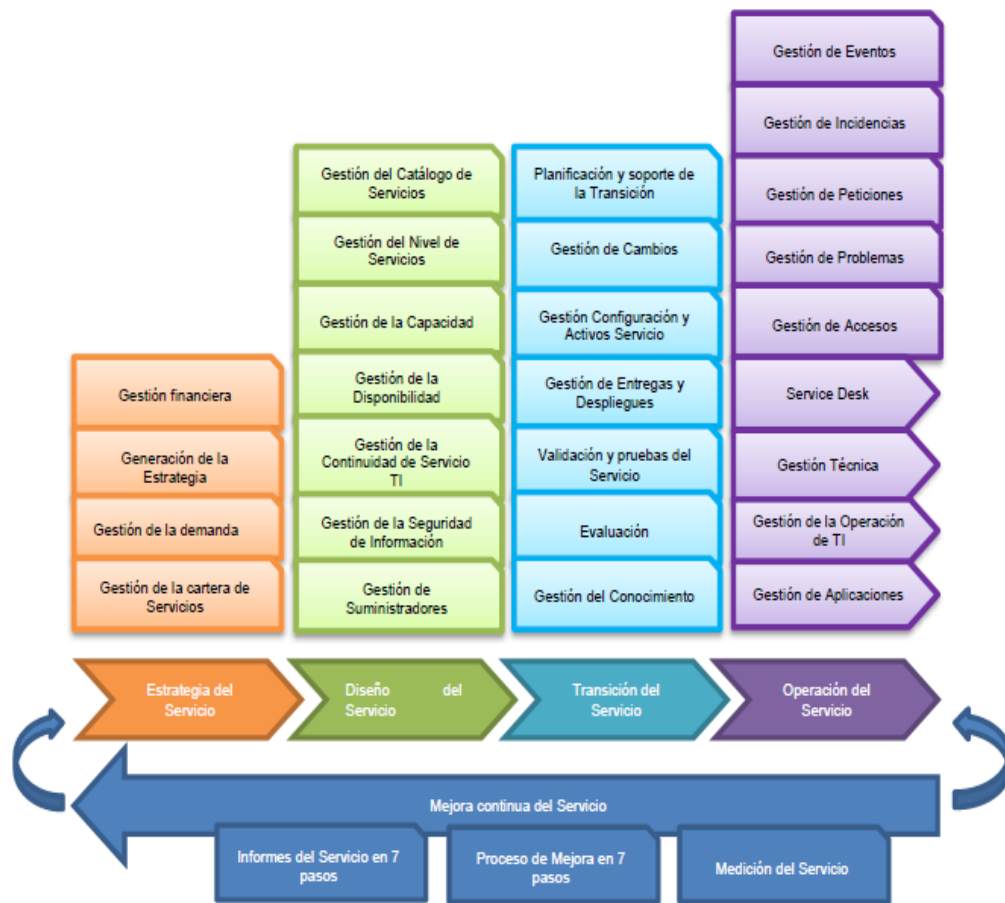 Gestión financiera
Generación de la
Estrategia
Gestión de la demanda
Gestión de la cartera de
Servicios
Gestión del Catálogo de
Servicios
Gestión del Nivel de
Servicios
Gestión de la Capacidad
Gestión de la
Disponibilidad
Gestión de la
Continuidad de Servicio
TI
Gestión de la Seguridad
de Información
Gestión de
Suministradores
Planificación y soporte de
la Transición
Gestión de Cambios
Gestión Configuración y
Activos Servicio
Gestión de Entregas y
Despliegues
Validación y pruebas del
Servicio
Evaluación
Gestión del Conocimiento
Gestión de Eventos
Gestión de Incidencias
Gestión de Peticiones
Gestión de Problemas
Gestión de Accesos
Service Desk
Gestión Técnica
Gestión de la Operación
de TI
Gestión de Aplicaciones
Estrategia del
Servicio
Diseño del
Servicio
Transición del
Servicio
Operación del
Servicio
Mejora continua del Servicio
Informes del Servicio en 7
pasos
Proceso de Mejora en 7
pasos
Medición del Servicio